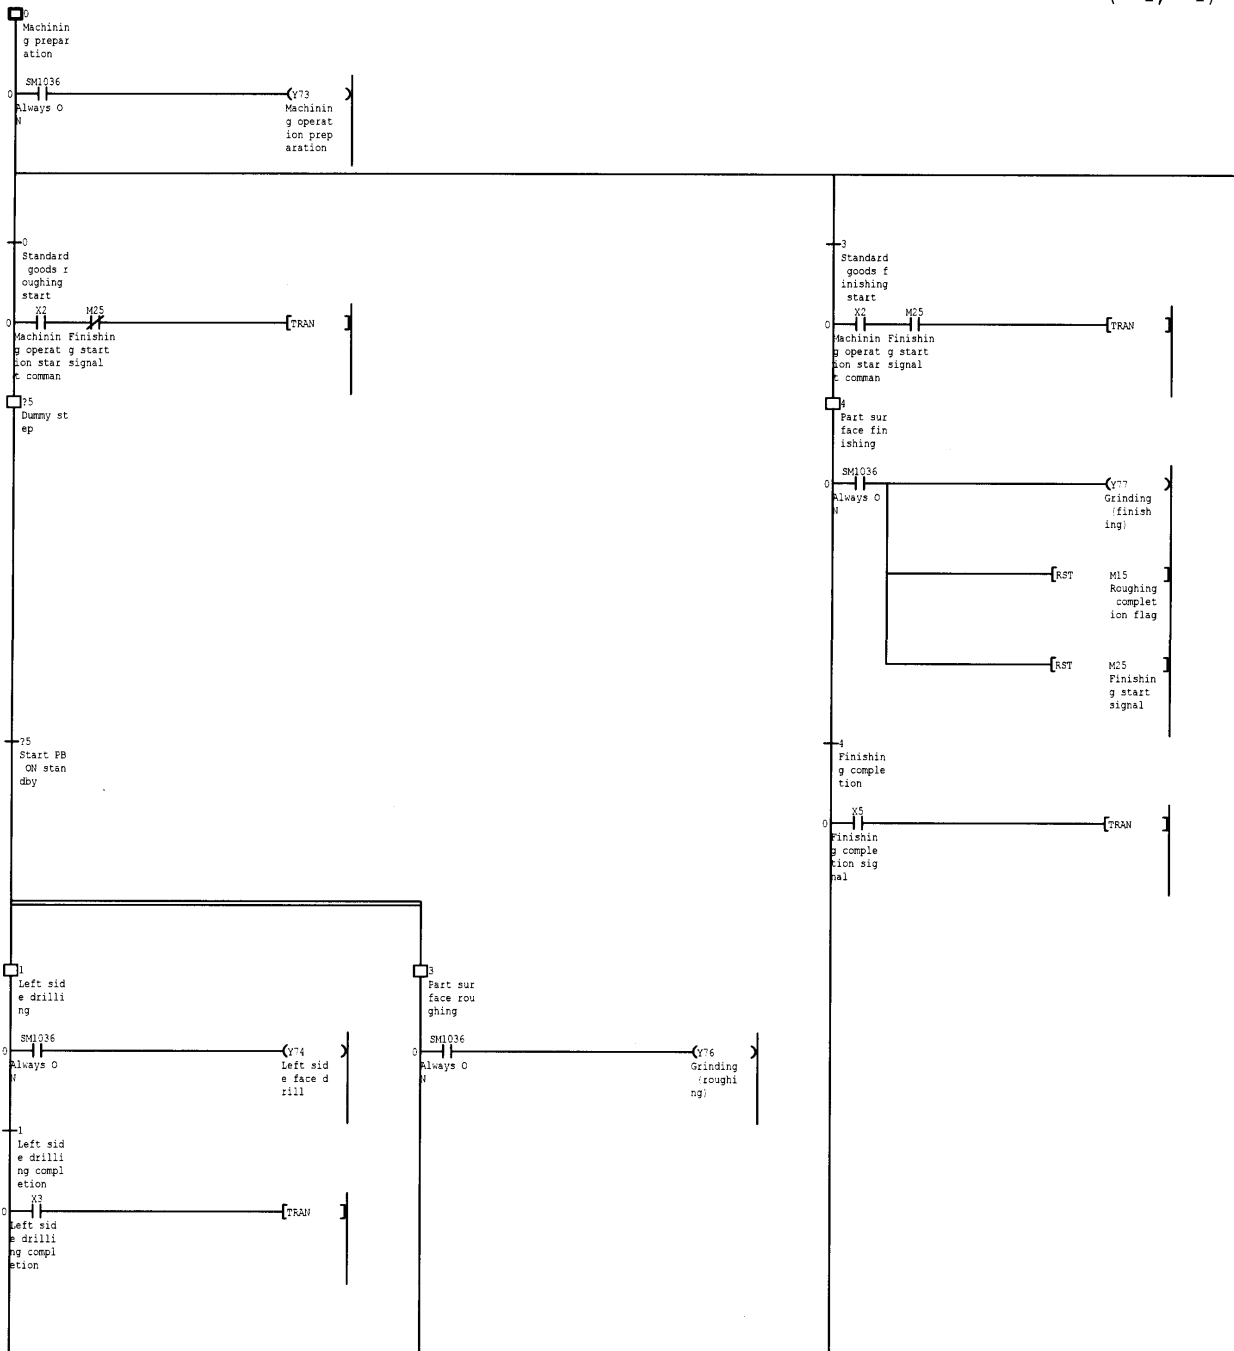 0
Machinin
g prepar
ation
SM1036
0
Always O
N
Y73
Machinin
g operat
ion prep
aration
0
Standard
goods r
oughing
start
X2 M25
0
TRAN
Machinin Finishin
g operat g start
ion star signal
t comman
?5
Dummy st
ep
?5
Start PB
ON stan
dby
3
Standard
goods f
inishing
start
X2 M25
0
TRAN
Machinin Finishin
g operat g start
ion star signal
t comman
4
Part sur
face fin
ishing
SM1036
0
Always O
N
Y77
Grinding
(finish
ing)
RST M15
Roughing
complet
ion flag
RST M25
Finishin
g start
signal
4
Finishin
g comple
tion
X5
0
TRAN
Finishin
g comple
tion sig
nal
1
Left sid
e drilli
ng
SM1036
0
Always O
N
Y74
Left sid
e face d
rill
1
Left sid
e drilli
ng compl
etion
X3
0
TRAN
Left sid
e drilli
ng compl
etion
3
Part sur
face rou
ghing
SM1036
0
Always O
N
Y76
Grinding
(roughi
ng)